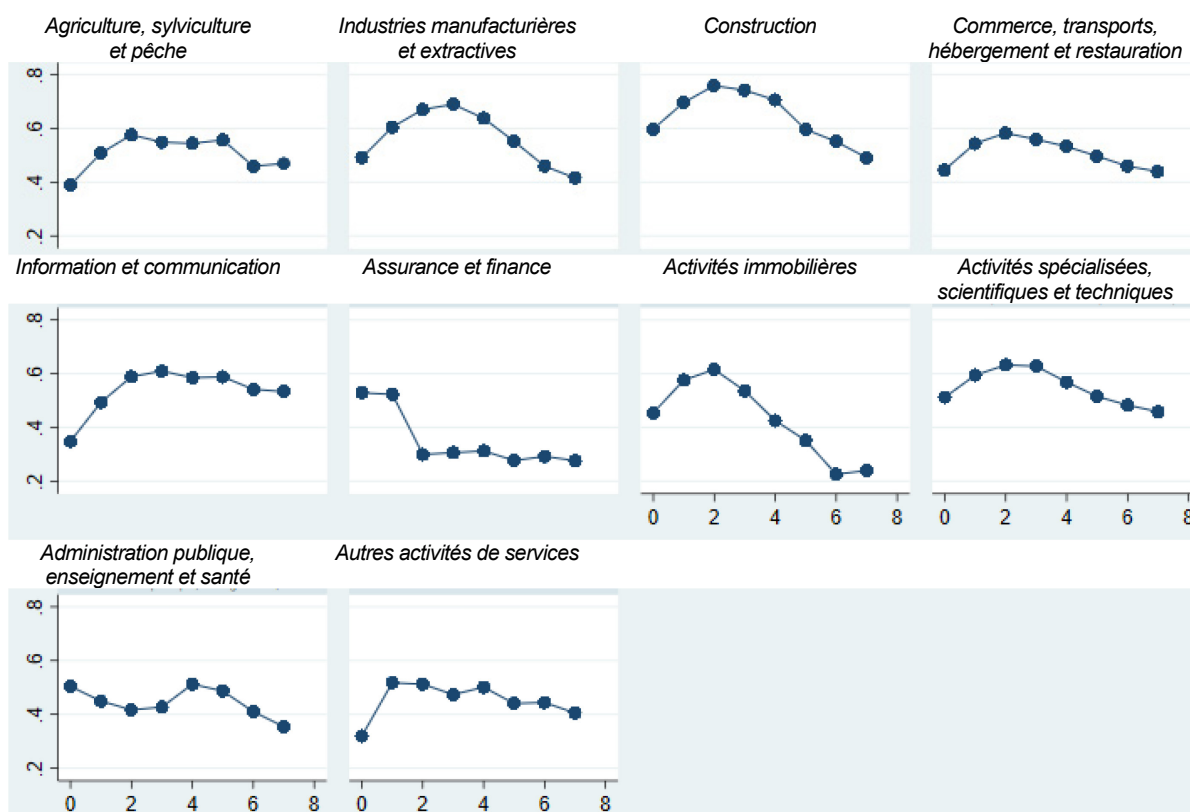 Agriculture, sylviculture
et pêche
Industries manufacturières
et extractives
Construction
Commerce, transports,
hébergement et restauration
.8
.6
.4
.2
Information et communication
Assurance et finance
Activités immobilières
Activités spécialisées,
scientifiques et techniques
.8
.6
.4
.2
0 2 4 6 8
0 2 4 6 8
Administration publique,
enseignement et santé
Autres activités de services
.8
.6
.4
.2
0 2 4 6 8
0 2 4 6 8